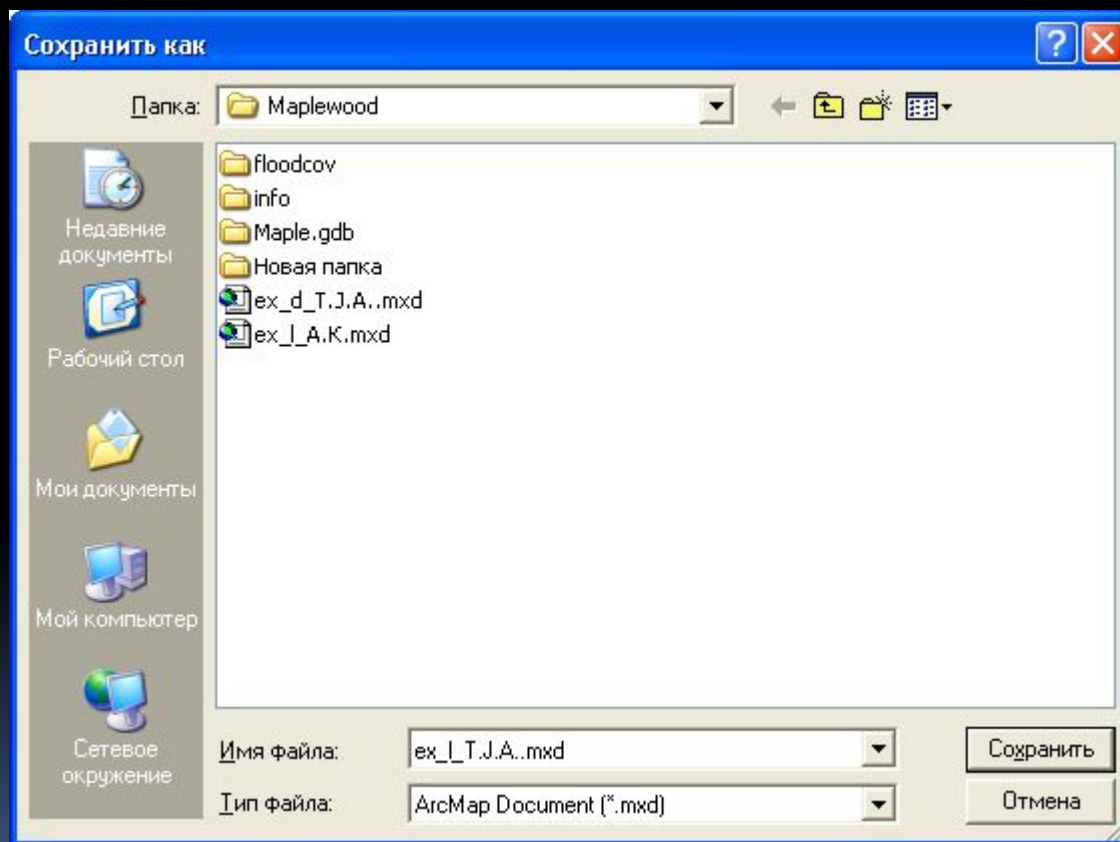 Сохранить как
Папка: Maplewood
floodcov
info
Maple.gdb
Новая папка
ex_d_T.J.A..mxd
ex_l_A.K.mxd
Недавние
документы
Рабочий стол
Мои документы
Мой компьютер
Сетевое
окружение
Имя файла: ex_l_T.J.A..mxd
Сохранить
Тип файла: ArcMap Document (*.mxd)
Отмена